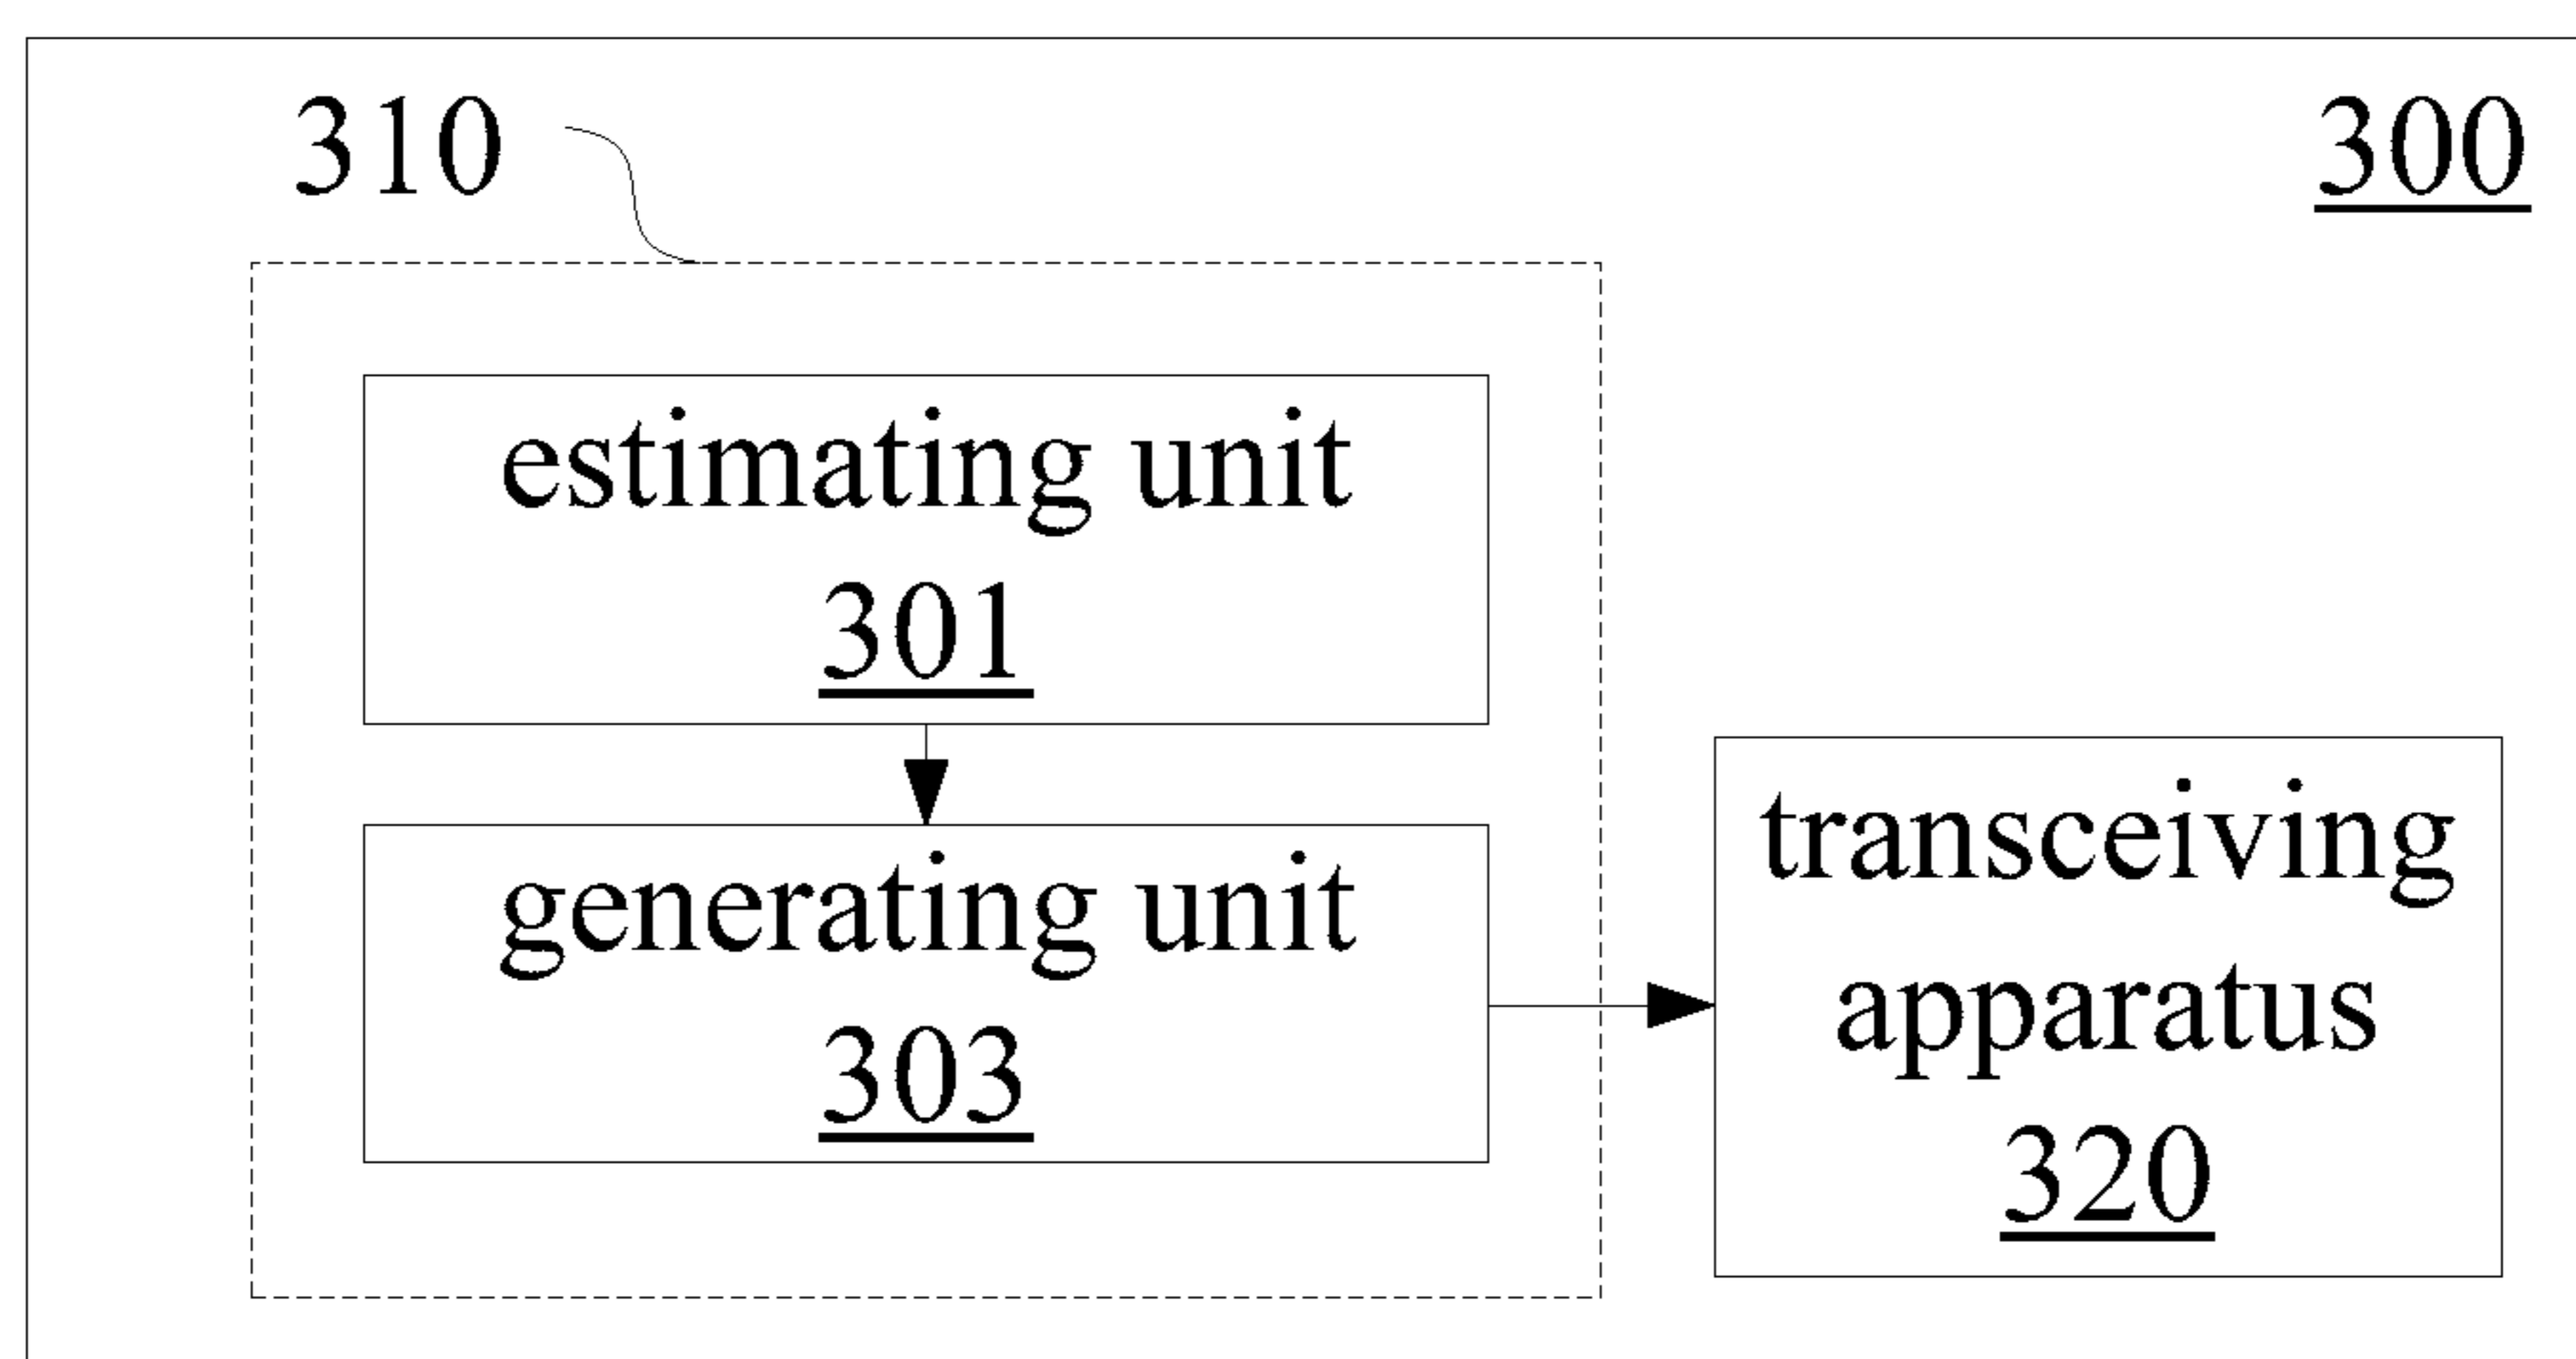 310
300
estimating unit
301
generating unit
303
transceiving
apparatus
320